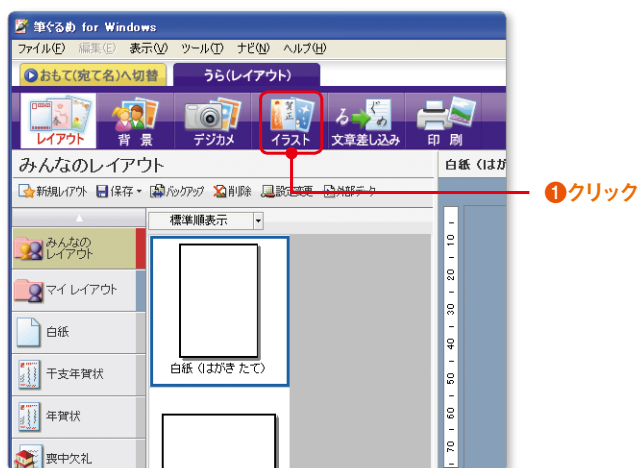 筆ぐるめ for Windows
ファイル(F) 編集(E) 表示(V) ツール(T) ナビ(N) ヘルプ(H)
おもて(宛て名)へ切替 うら(レイアウト)
レイアウト 背景 デジカメ イラスト 文章差し込み 印刷
みんなのレイアウト 白紙 (はが
新規レイアウト 保存 バックアップ 削除 設定変更 外部データ
❶クリック
標準順表示
みんなの
レイアウト
マイ レイアウト
白紙
白紙 (はがき たて)
干支年賀状
年賀状
喪中欠礼
10
20
30
40
50
60
70